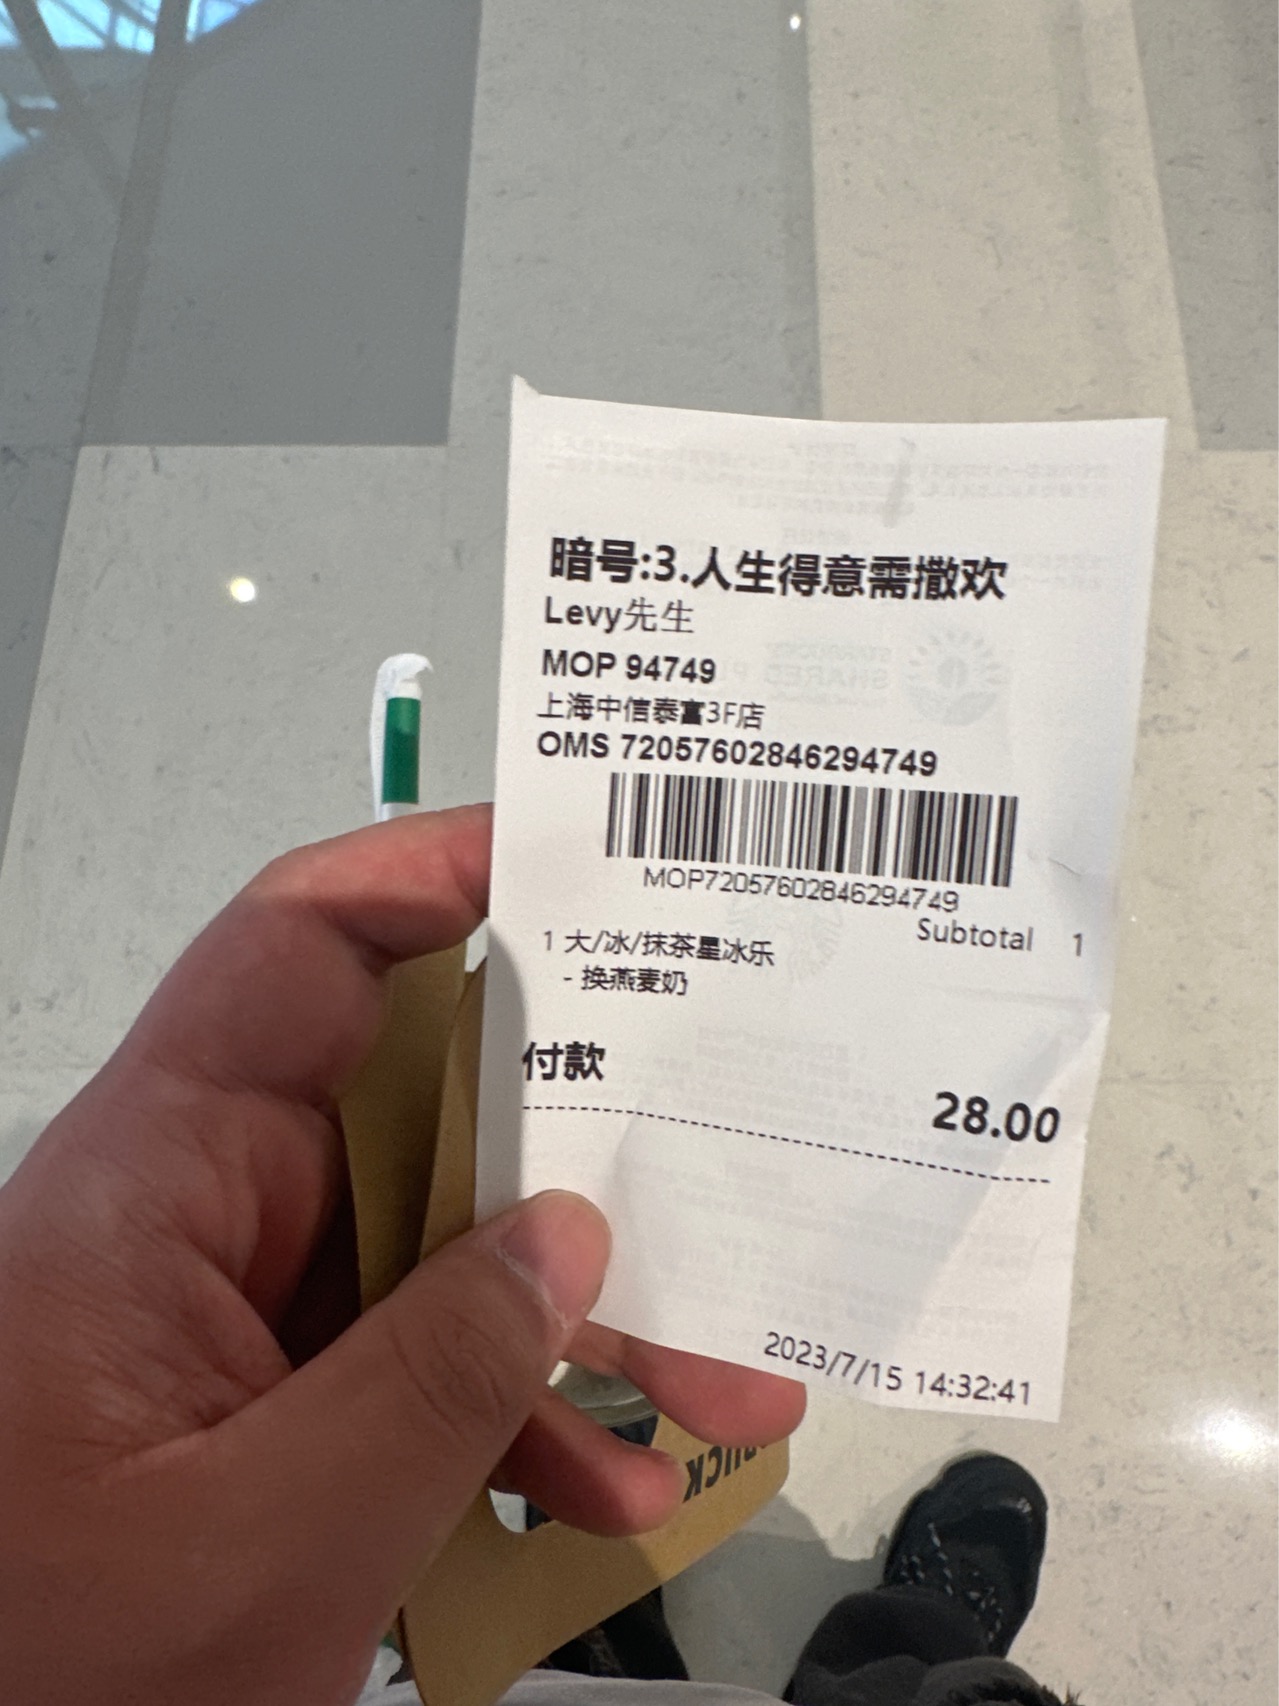 暗号:3.人生得意需撒欢
Levy先生
MOP 94749
上海中信泰富3F店
OMS 72057602846294749
MOP72057602846294749
Subtotal 1
1 大/冰/抹茶星冰乐
- 换燕麦奶
付款
28.00
2023/7/15 14:32:41